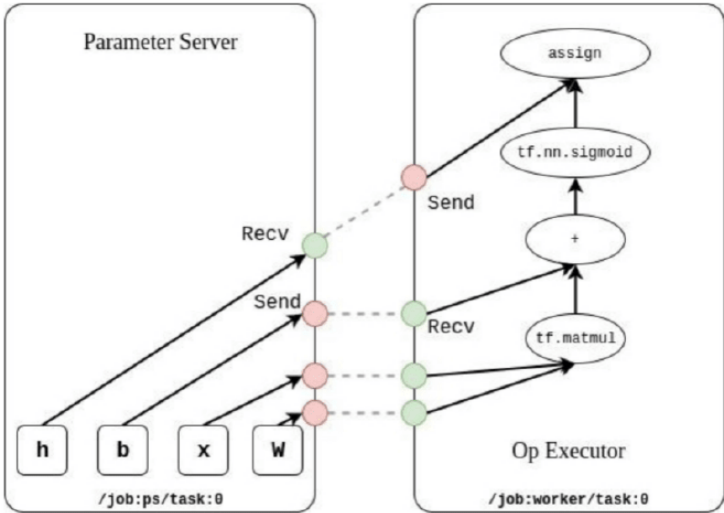 Parameter Server
assign
tf.nn.sigmoid
Send
Recv
+
Send
Recv
tf.matmul
h
b
x
W
Op Executor
/job:ps/task:0
/job:worker/task:0